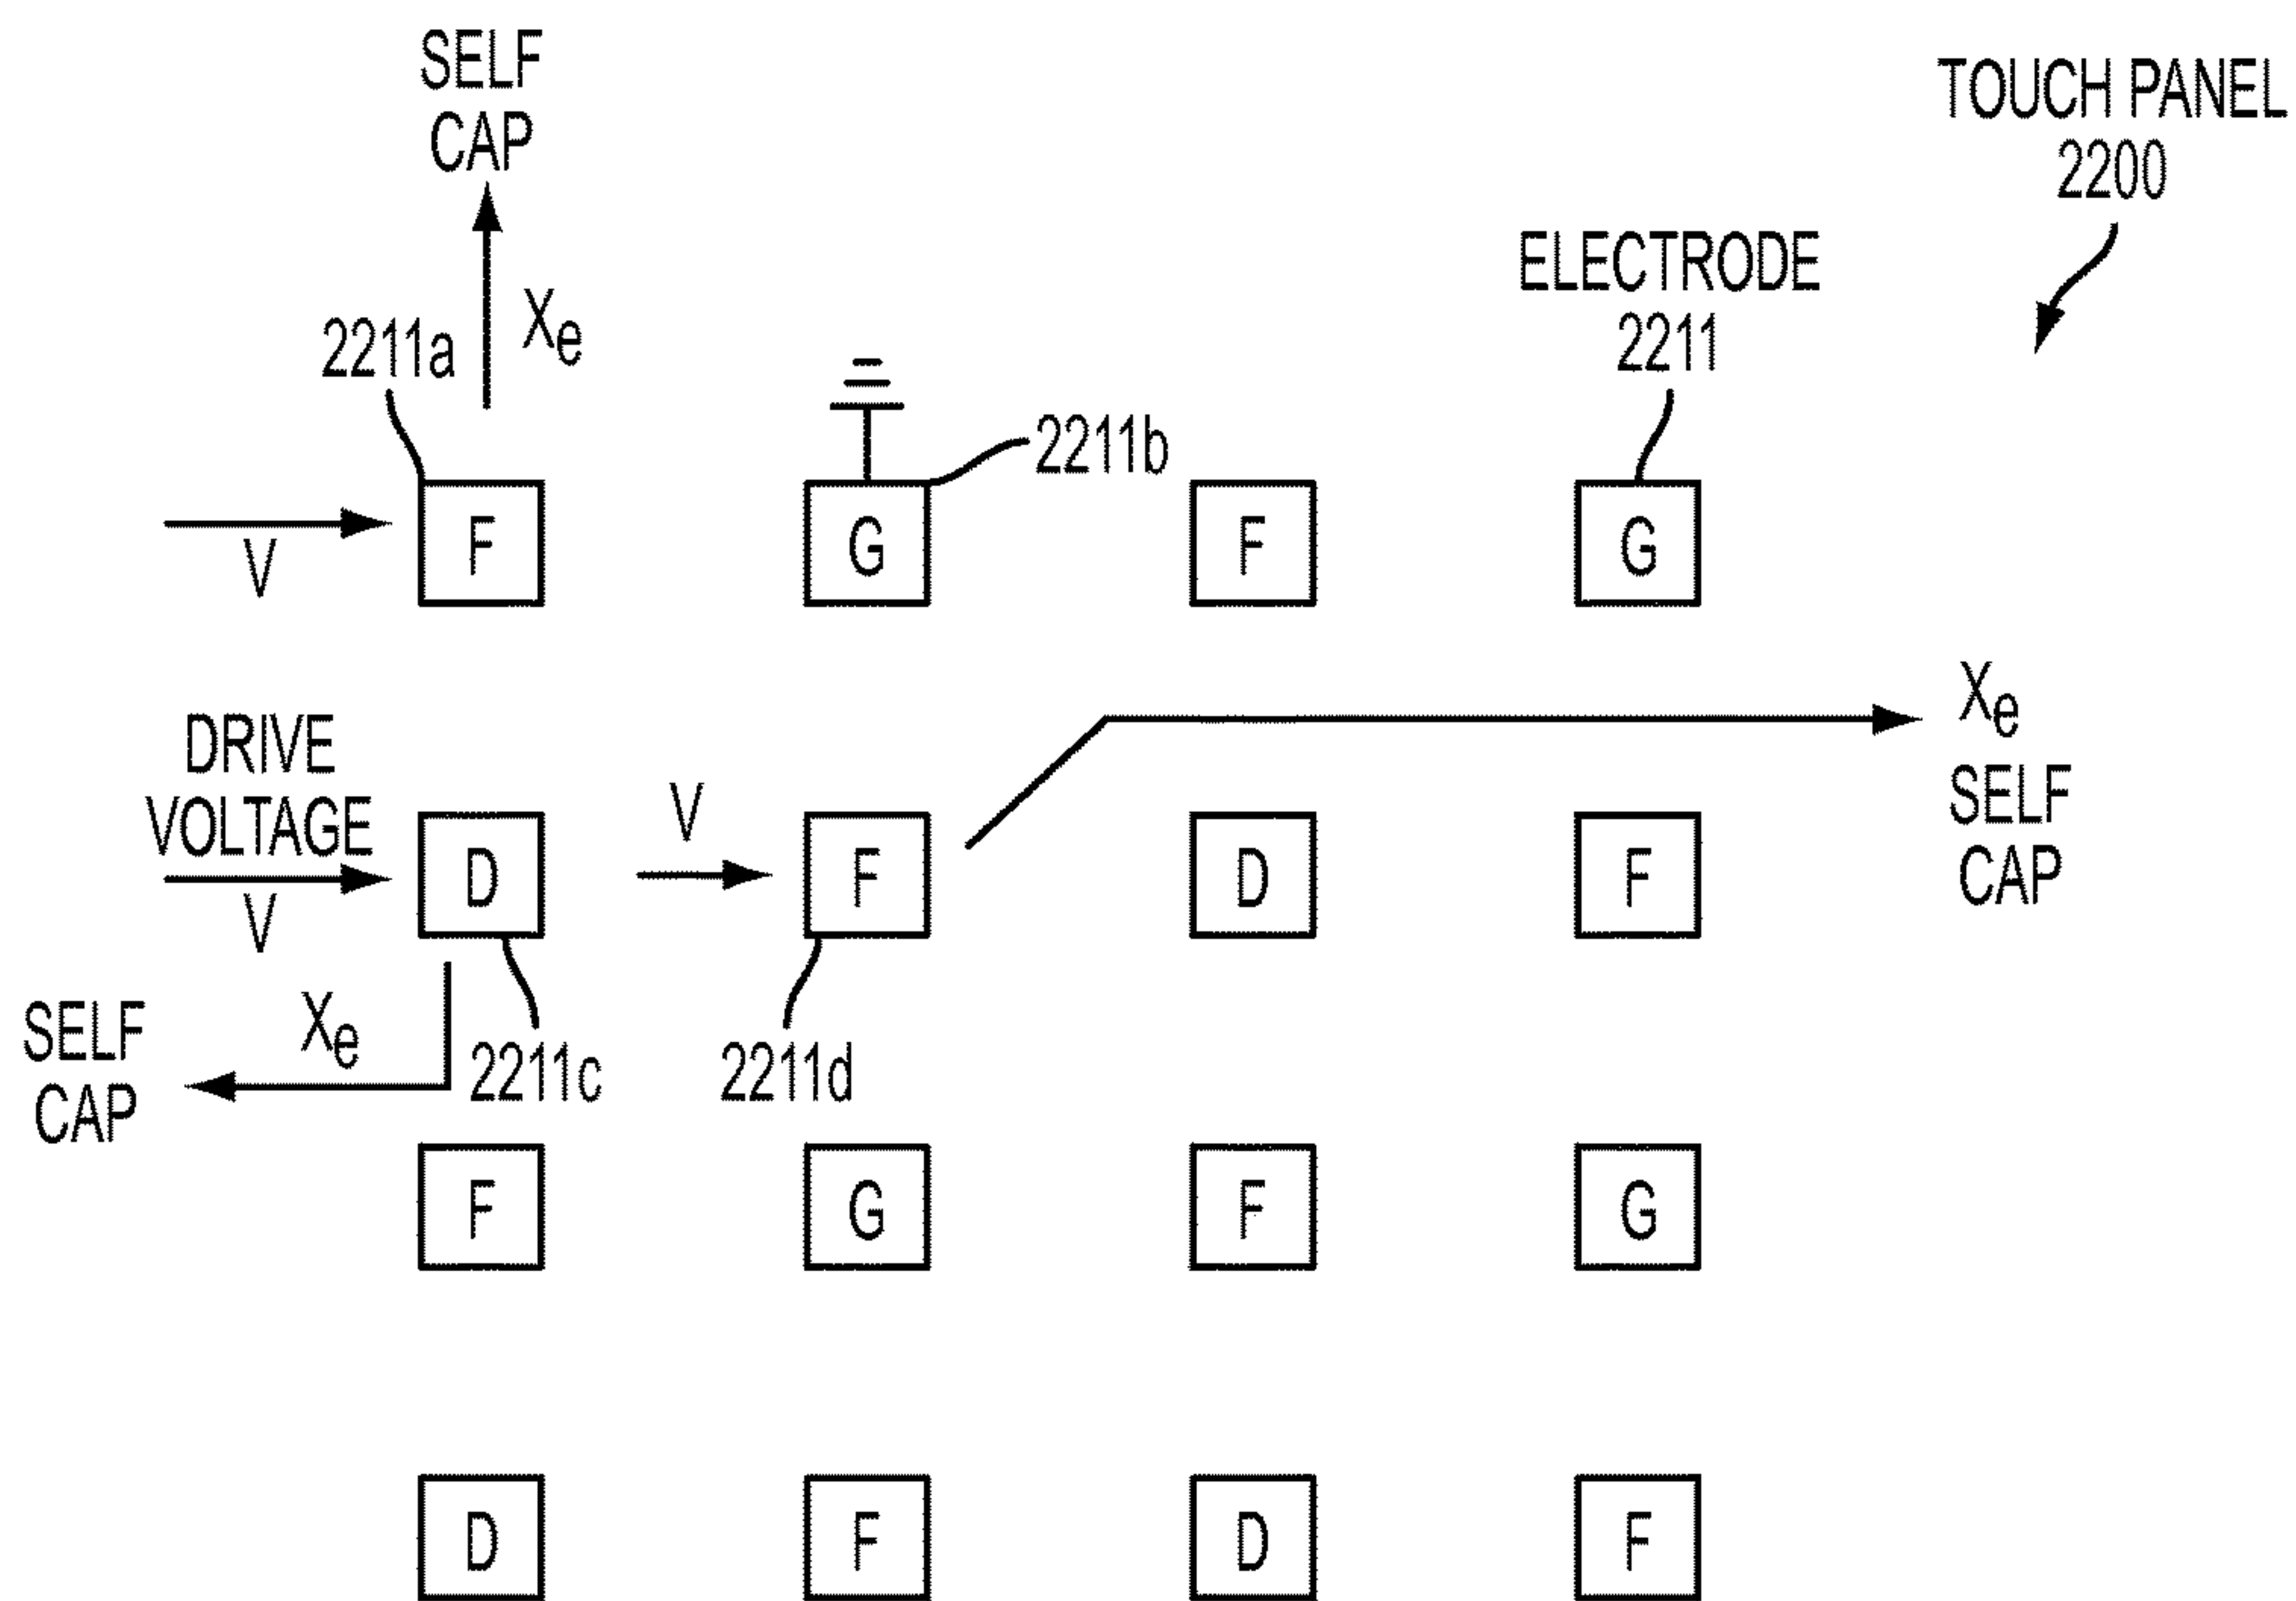 SELF
CAP
TOUCH PANEL
2200
ELECTRODE
2211
2211a
Xe
2211b
V
F
G
F
G
Xe
SELF
CAP
DRIVE
VOLTAGE
V
V
D
F
D
F
SELF
CAP
Xe
2211c
2211d
F
G
F
G
D
F
D
F